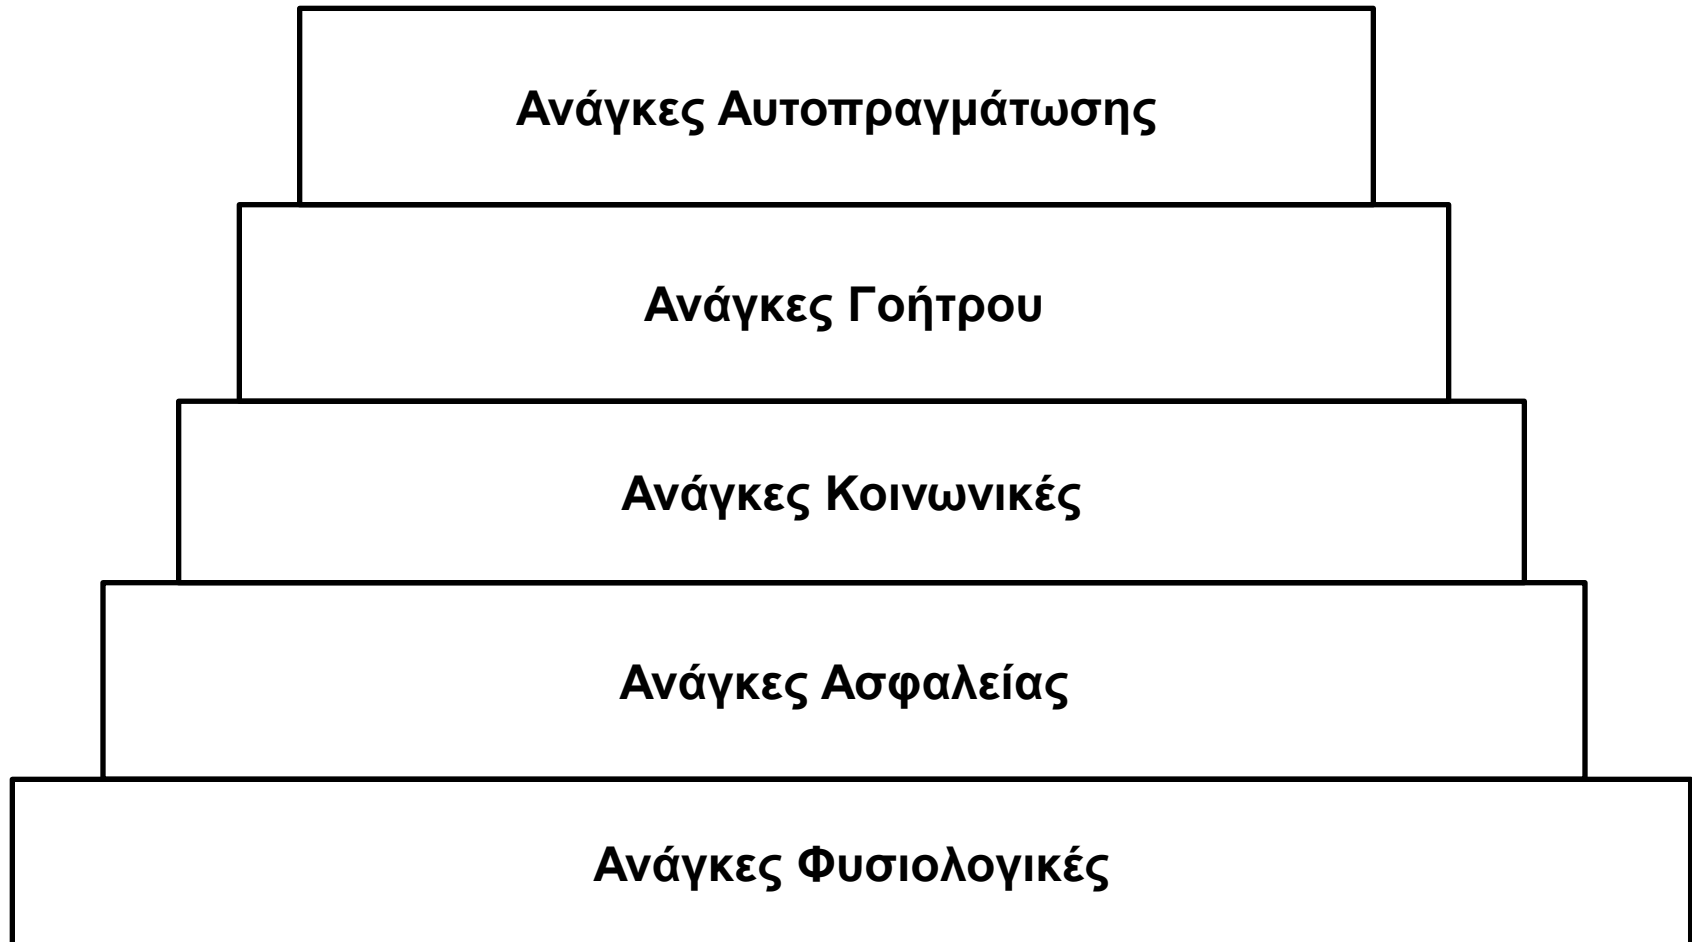 Ανάγκες Αυτοπραγμάτωσης
Ανάγκες Γοήτρου
Ανάγκες Κοινωνικές
Ανάγκες Ασφαλείας
Ανάγκες Φυσιολογικές